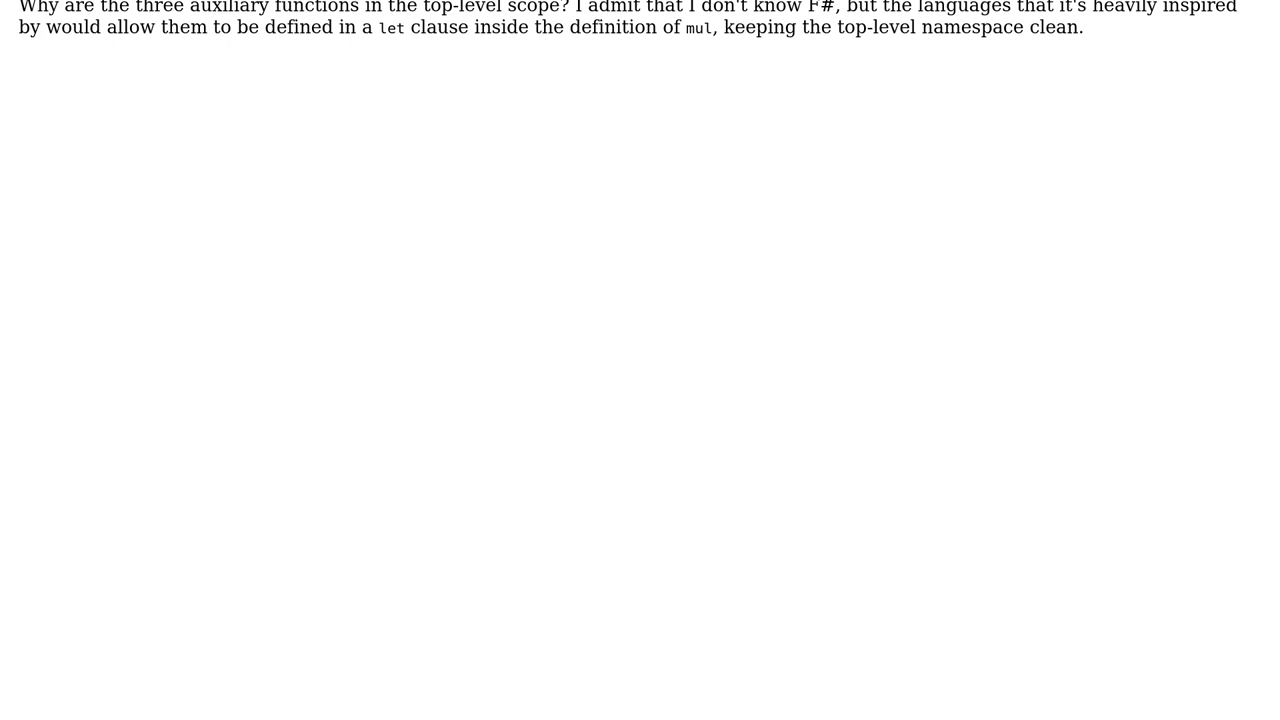 Why are the three auxiliary functions in the top-level scope? I admit that I don't know F#, but the languages that it's heavily inspired
by would allow them to be defined in a let clause inside the definition of mul, keeping the top-level namespace clean.